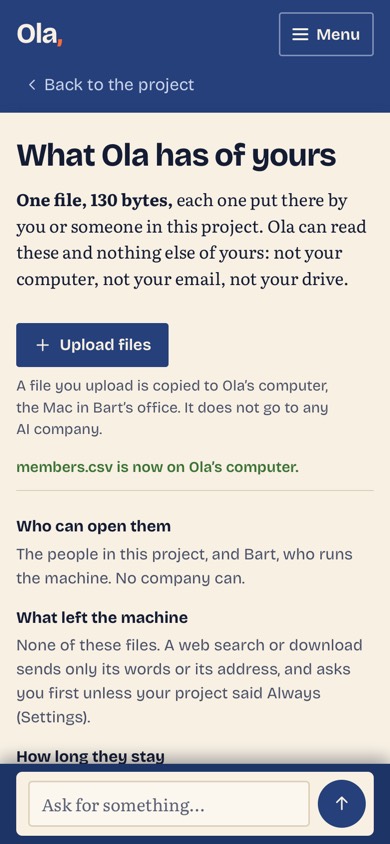 Ola,
Menu
Back to the project
What Ola has of yours
One file, 130 bytes, each one put there by
you or someone in this project. Ola can read
these and nothing else of yours: not your
computer, not your email, not your drive.
Upload files
A file you upload is copied to Ola's computer,
the Mac in Bart's office. It does not go to any
AI company.
members.csv is now on Ola's computer.
Who can open them
The people in this project, and Bart, who runs
the machine. No company can.
What left the machine
None of these files. A web search or download
sends only its words or its address, and asks
you first unless your project said Always
(Settings).
How long they stay
Ask for something...